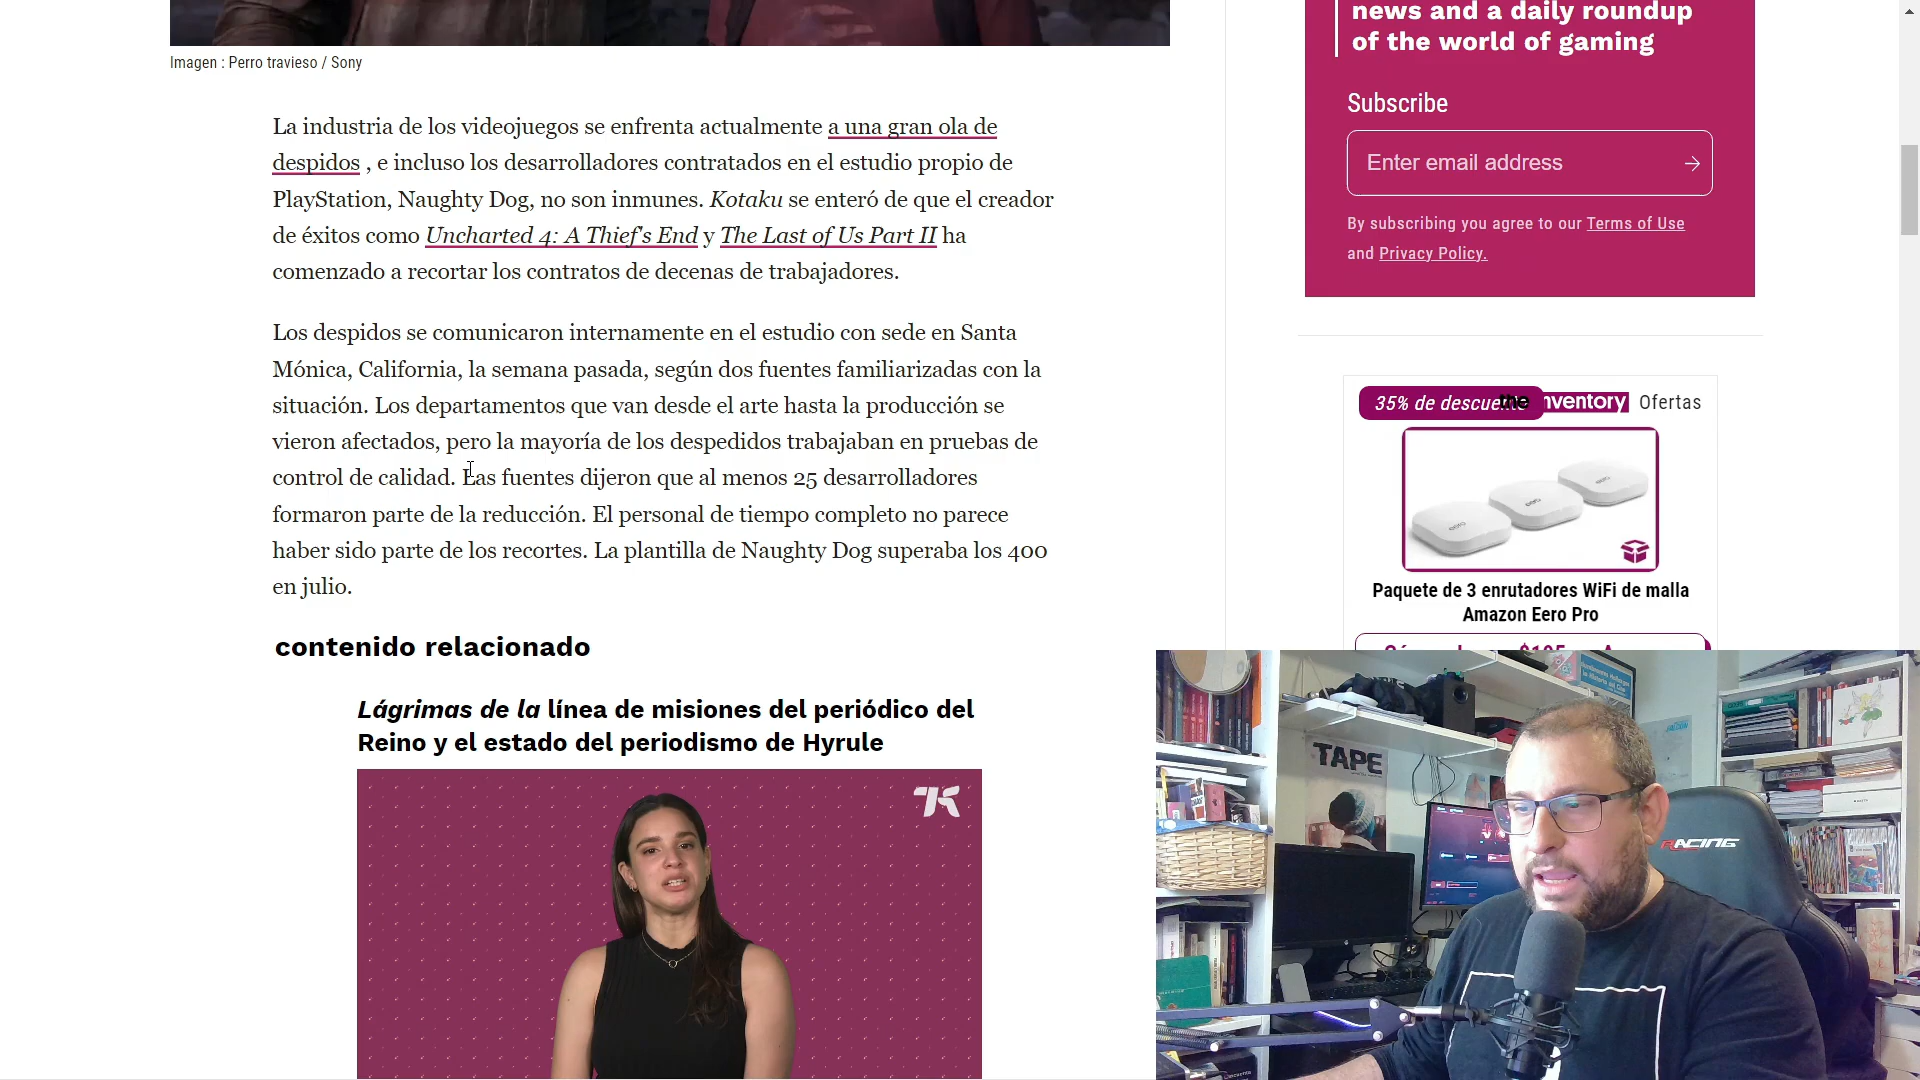 Imagen : Perro travieso / Sony
La industria de los videojuegos se enfrenta actualmente a una gran ola de
despidos , e incluso los desarrolladores contratados en el estudio propio de
PlayStation, Naughty Dog, no son inmunes. Kotaku se enteró de que el creador
de éxitos como Uncharted 4: A Thief's End y The Last of Us Part II ha
comenzado a recortar los contratos de decenas de trabajadores.
Los despidos se comunicaron internamente en el estudio con sede en Santa
Mónica, California, la semana pasada, según dos fuentes familiarizadas con la
situación. Los departamentos que van desde el arte hasta la producción se
vieron afectados, pero la mayoría de los despedidos trabajaban en pruebas de
control de calidad. Las fuentes dijeron que al menos 25 desarrolladores
formaron parte de la reducción. El personal de tiempo completo no parece
haber sido parte de los recortes. La plantilla de Naughty Dog superaba los 400
en julio.
contenido relacionado
Lágrimas de la línea de misiones del periódico del
Reino y el estado del periodismo de Hyrule
news and a daily roundup
of the world of gaming
Subscribe
Enter email address
By subscribing you agree to our Terms of Use
and Privacy Policy.
35% de descuento
the inventory Ofertas
eero
eero
eero
Paquete de 3 enrutadores WiFi de malla
Amazon Eero Pro
TAPE
RACING